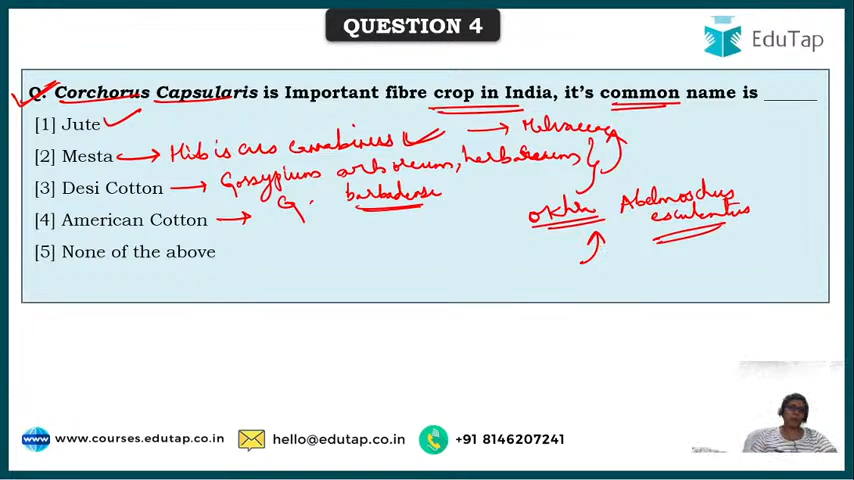 QUESTION 4
EduTap
Q. Corchorus Capsularis is Important fibre crop in India, it's common name is ______
[1] Jute
[2] Mesta → Hibiscus cannabinus → Malvaceae
[3] Desi Cotton → Gossypium arboreum, herbaceum
[4] American Cotton → G. barbadense
okra Abelmoschus esculentus
[5] None of the above
www.courses.edutap.co.in hello@edutap.co.in +91 8146207241